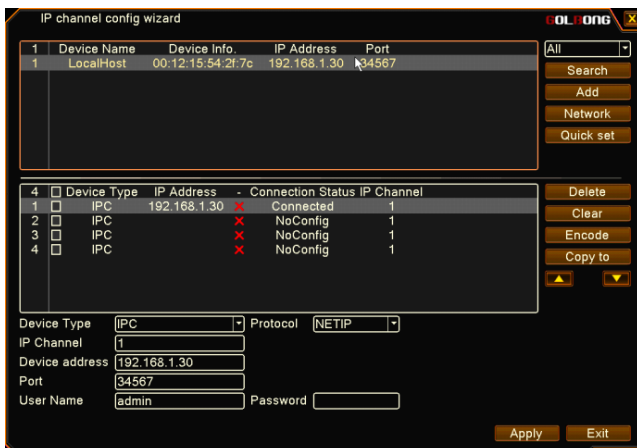 IP channel config wizard GOLBONG X
1 Device Name Device Info. IP Address Port All
1 LocalHost 00:12:15:54:2f:7c 192.168.1.30 34567
Search
Add
Network
Quick set
4 Device Type IP Address - Connection Status IP Channel Delete
1 IPC 192.168.1.30 Connected 1
2 IPC NoConfig 1
3 IPC NoConfig 1
4 IPC NoConfig 1
Clear
Encode
Copy to
Device Type IPC Protocol NETIP
IP Channel 1
Device address 192.168.1.30
Port 34567
User Name admin Password
Apply Exit